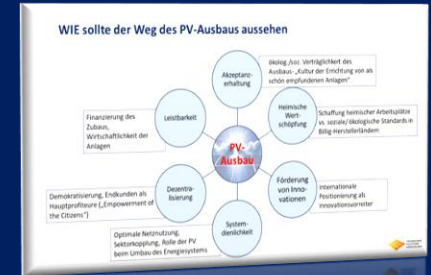 WIE sollte der Weg des PV-Ausbaus aussehen
Akzeptanz-
erhaltung
ökolog./soz. Verträglichkeit des
Ausbaus- „Kultur der Errichtung von als
schön empfundenen Anlagen“
Heimische
Wert-
schöpfung
Schaffung heimischer Arbeitsplätze
vs. soziale/ökologische Standards in
Billig-Herstellerländern
Förderung
von Inno-
vationen
Internationale
Positionierung als
Innovationsvorreiter
System-
dienlichkeit
Optimale Netznutzung,
Sektorkopplung, Rolle der PV
beim Umbau des Energiesystems
Dezentra-
lisierung
Demokratisierung, Endkunden als
Hauptprofiteure („Empowerment of
the Citizens“)
Leistbarkeit
Finanzierung des
Zubaus,
Wirtschaftlichkeit der
Anlagen
PV-
Ausbau